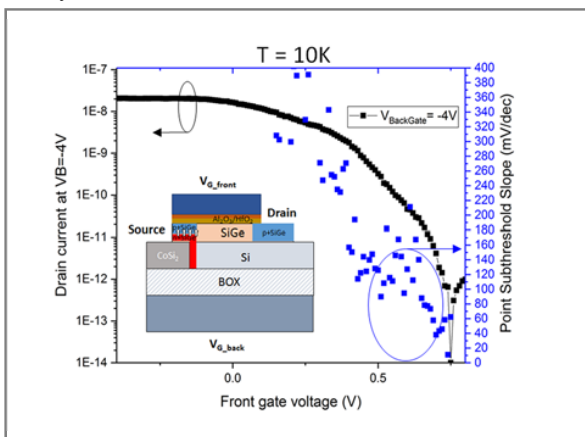 T = 10K
1E-7
1E-8
1E-9
1E-10
1E-11
1E-12
1E-13
1E-14
Drain current at VB=-4V
400
380
360
340
320
300
280
260
240
220
200
180
160
140
120
100
80
60
40
20
0
Point Subthreshold Slope (mV/dec)
V_BackGate = -4V
V_G_front
Al₂O₃/HfO₂
Source
Drain
p+SiGe
SiGe
p+SiGe
CoSi₂
Si
BOX
V_G_back
0.0
0.5
Front gate voltage (V)